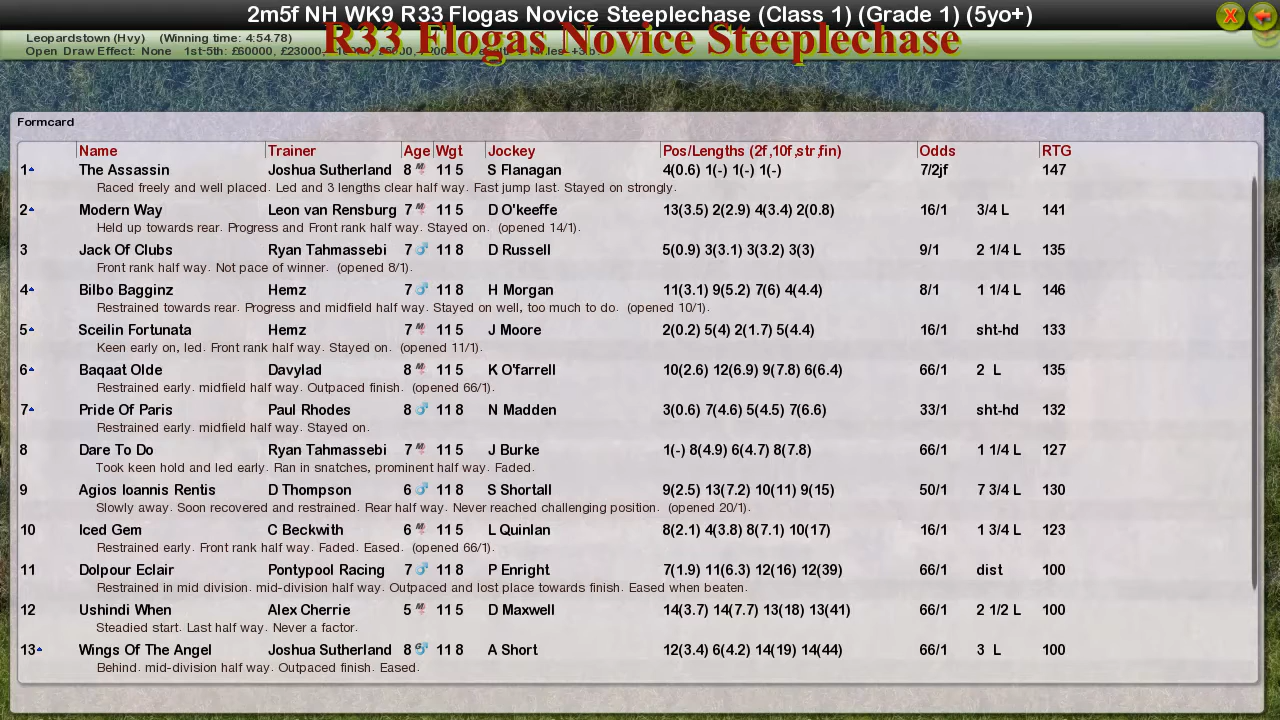 2m5f NH WK9 R33 Flogas Novice Steeplechase (Class 1) (Grade 1) (5yo+)
R33 Flogas Novice Steeplechase
Leopardstown (Hvy) (Winning time: 4:54.78)
Open Draw Effect: None 1st-5th: £60000, £23000,
Formcard
Name Trainer Age Wgt Jockey Pos/Lengths (2f,10f,str,fin) Odds RTG
1 The Assassin Joshua Sutherland 8 M 11 5 S Flanagan 4(0.6) 1(-) 1(-) 1(-) 7/2jf 147
Raced freely and well placed. Led and 3 lengths clear half way. Fast jump last. Stayed on strongly.
2 Modern Way Leon van Rensburg 7 M 11 5 D O'keeffe 13(3.5) 2(2.9) 4(3.4) 2(0.8) 16/1 3/4 L 141
Held up towards rear. Progress and Front rank half way. Stayed on. (opened 14/1).
3 Jack Of Clubs Ryan Tahmassebi 7 11 8 D Russell 5(0.9) 3(3.1) 3(3.2) 3(3) 9/1 2 1/4 L 135
Front rank half way. Not pace of winner. (opened 8/1).
4 Bilbo Bagginz Hemz 7 11 8 H Morgan 11(3.1) 9(5.2) 7(6) 4(4.4) 8/1 1 1/4 L 146
Restrained towards rear. Progress and midfield half way. Stayed on well, too much to do. (opened 10/1).
5 Sceilin Fortunata Hemz 7 M 11 5 J Moore 2(0.2) 5(4) 2(1.7) 5(4.4) 16/1 sht-hd 133
Keen early on, led. Front rank half way. Stayed on. (opened 11/1).
6 Baqaat Olde Davylad 8 M 11 5 K O'farrell 10(2.6) 12(6.9) 9(7.8) 6(6.4) 66/1 2 L 135
Restrained early. midfield half way. Outpaced finish. (opened 66/1).
7 Pride Of Paris Paul Rhodes 8 11 8 N Madden 3(0.6) 7(4.6) 5(4.5) 7(6.6) 33/1 sht-hd 132
Restrained early. midfield half way. Stayed on.
8 Dare To Do Ryan Tahmassebi 7 M 11 5 J Burke 1(-) 8(4.9) 6(4.7) 8(7.8) 66/1 1 1/4 L 127
Took keen hold and led early. Ran in snatches, prominent half way. Faded.
9 Agios Ioannis Rentis D Thompson 6 11 8 S Shortall 9(2.5) 13(7.2) 10(11) 9(15) 50/1 7 3/4 L 130
Slowly away. Soon recovered and restrained. Rear half way. Never reached challenging position. (opened 20/1).
10 Iced Gem C Beckwith 6 M 11 5 L Quinlan 8(2.1) 4(3.8) 8(7.1) 10(17) 16/1 1 3/4 L 123
Restrained early. Front rank half way. Faded. Eased. (opened 66/1).
11 Dolpour Eclair Pontypool Racing 7 11 8 P Enright 7(1.9) 11(6.3) 12(16) 12(39) 66/1 dist 100
Restrained in mid division. mid-division half way. Outpaced and lost place towards finish. Eased when beaten.
12 Ushindi When Alex Cherrie 5 M 11 5 D Maxwell 14(3.7) 14(7.7) 13(18) 13(41) 66/1 2 1/2 L 100
Steadied start. Last half way. Never a factor.
13 Wings Of The Angel Joshua Sutherland 8 G 11 8 A Short 12(3.4) 6(4.2) 14(19) 14(44) 66/1 3 L 100
Behind. mid-division half way. Outpaced finish. Eased.